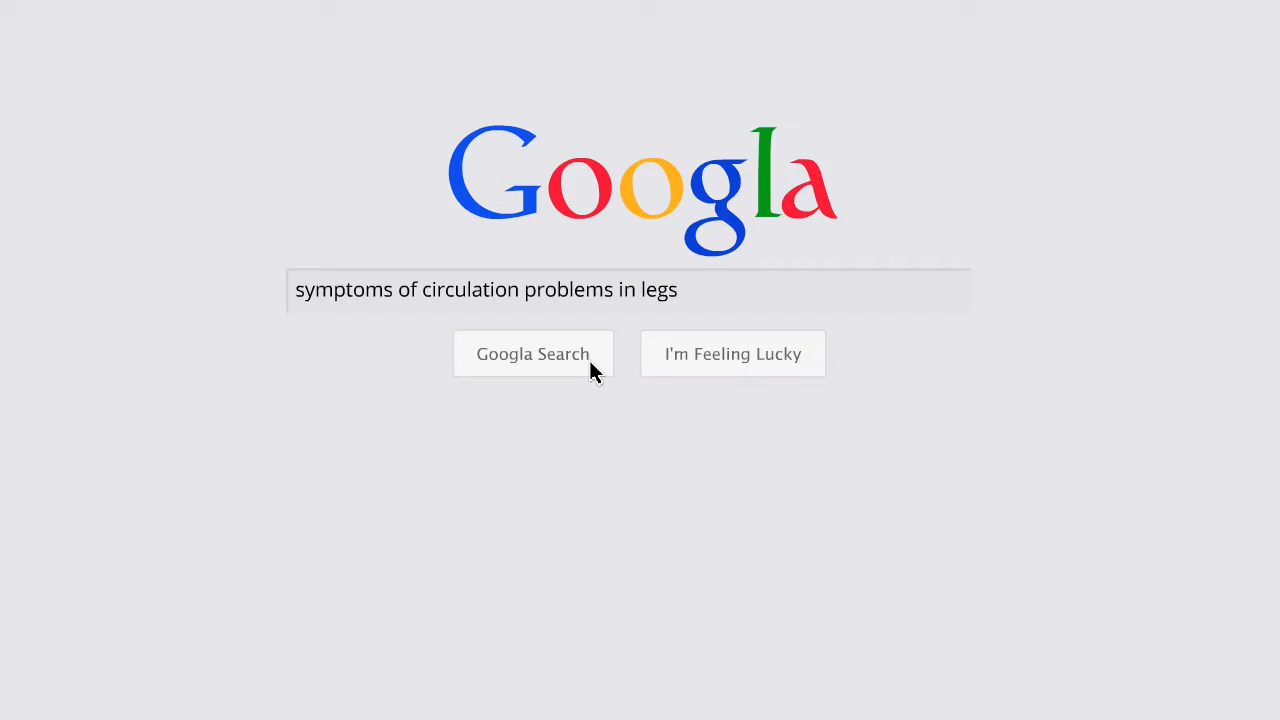 Googla
symptoms of circulation problems in legs
Googla Search
I'm Feeling Lucky